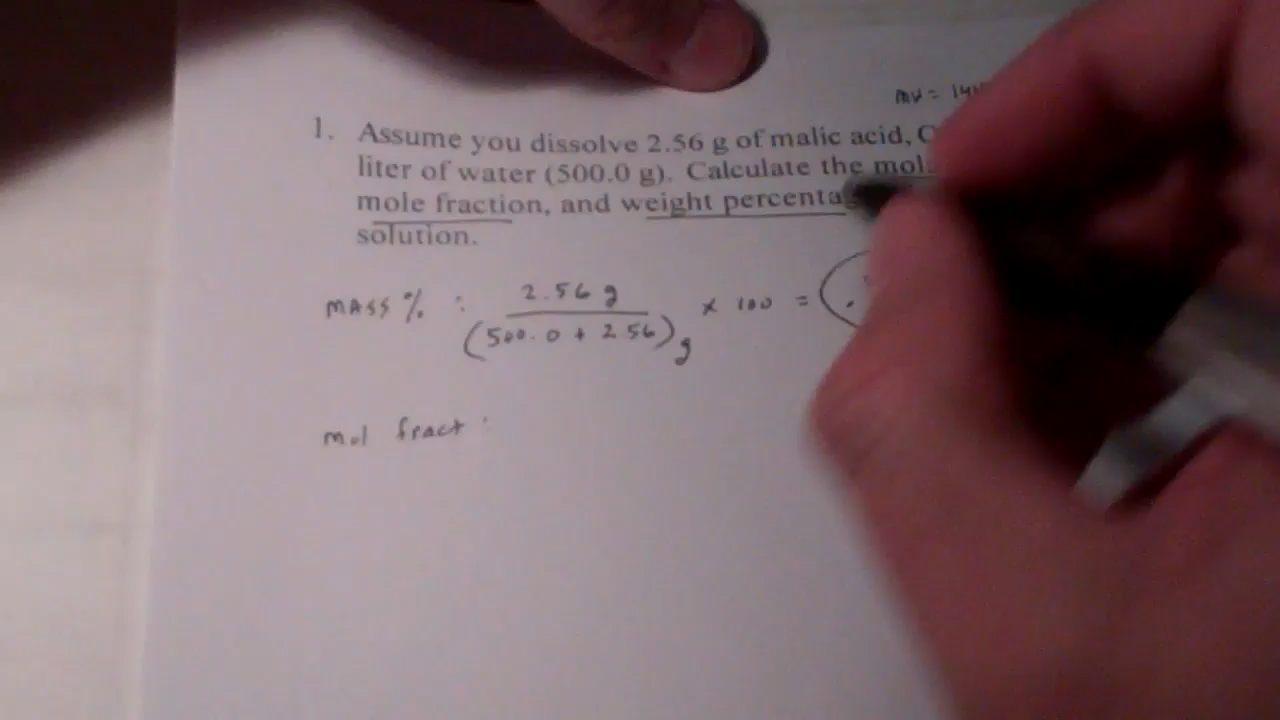 mw = 14
1. Assume you dissolve 2.56 g of malic acid, C
liter of water (500.0 g). Calculate the mol
mole fraction, and weight percenta
solution.
MASS % : 2.56 g
(500.0 + 2.56) g × 100 = .
mol fract :